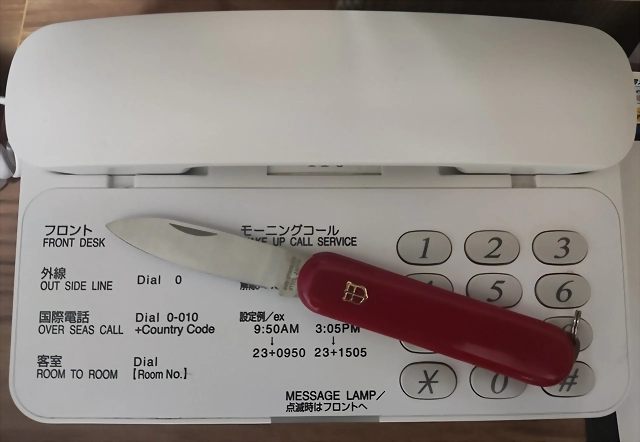 フロント
FRONT DESK
外線
OUT SIDE LINE
Dial 0
国際電話
OVER SEAS CALL
Dial 0-010
+Country Code
客室
ROOM TO ROOM
Dial
【Room No.】
モーニングコール
UP CALL SERVICE
設定例/ex
9:50AM 3:05PM
↓ ↓
23+0950 23+1505
MESSAGE LAMP/
点滅時はフロントへ
1 2 3
5 6
* 0 #